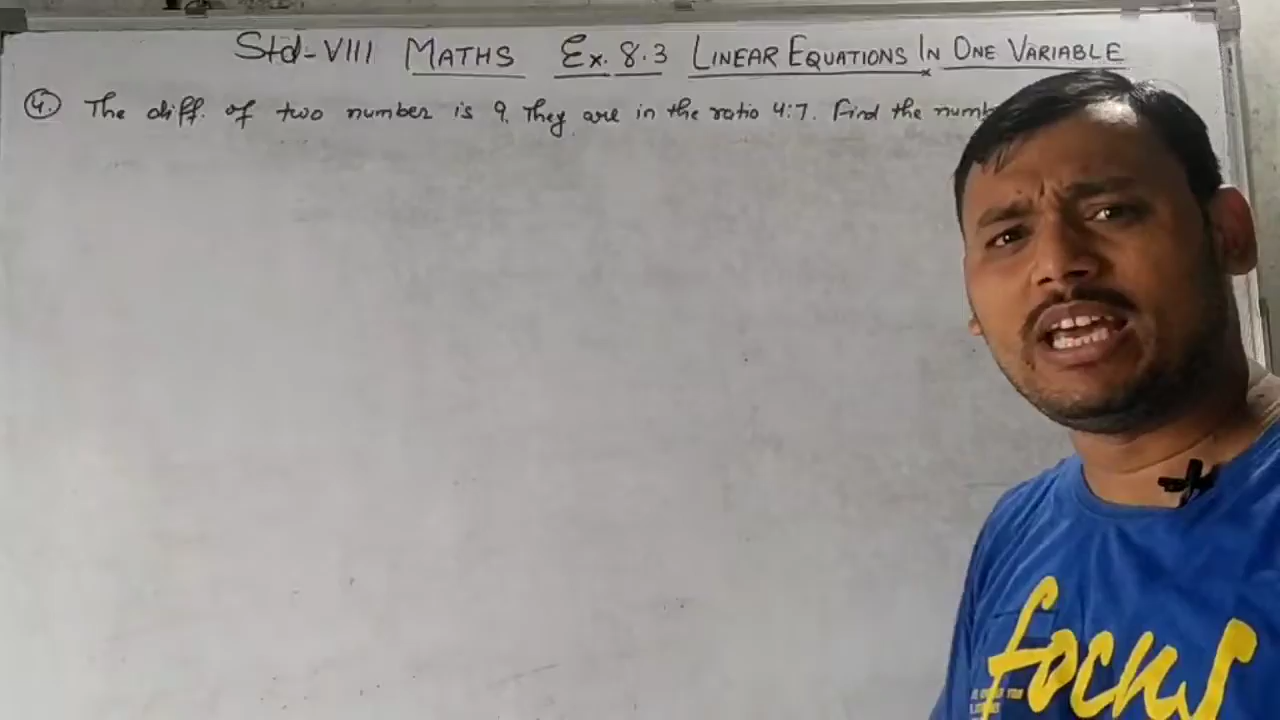 Std-VIII MATHS Ex. 8.3 LINEAR EQUATIONS IN ONE VARIABLE
4. The diff. of two number is 9. They are in the ratio 4:7. Find the
focus